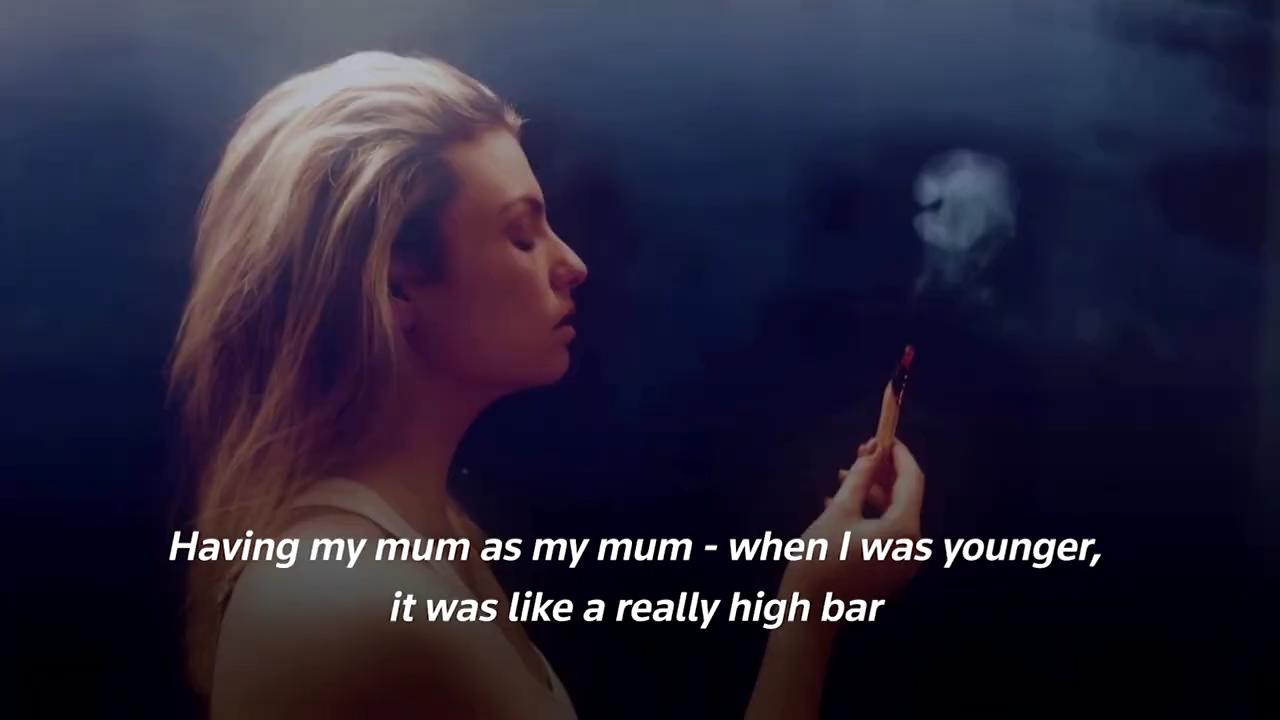 Having my mum as my mum - when I was younger,
it was like a really high bar